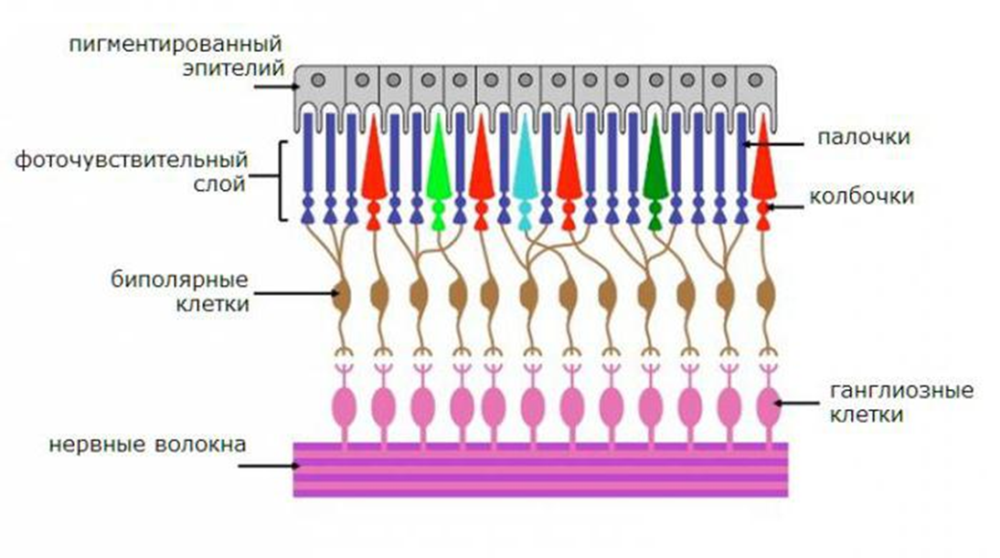 пигментированный
эпителий
фоточувствительный
слой
палочки
колбочки
биполярные
клетки
ганглиозные
клетки
нервные волокна